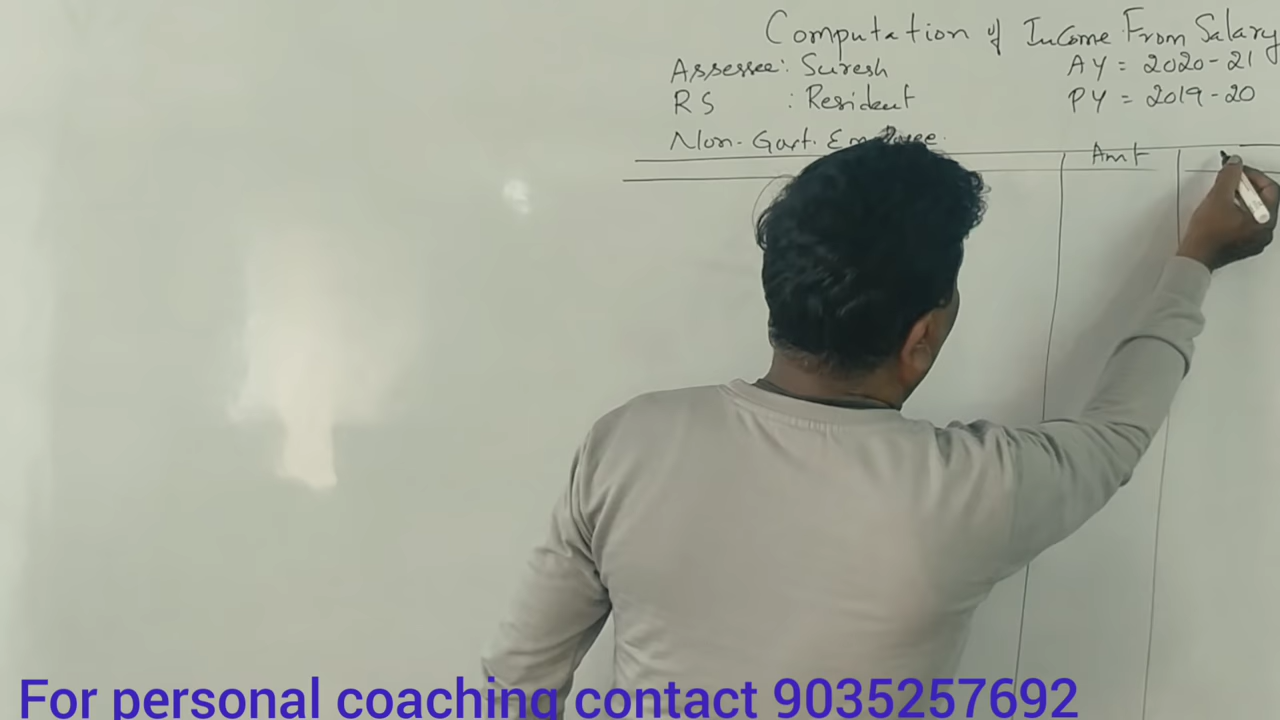 Computation of Income From Salary
Assessee: Suresh
AY = 2020-21
RS : Resident
PY = 2019-20
Non-Govt. Employee.
Amt
For personal coaching contact 9035257692